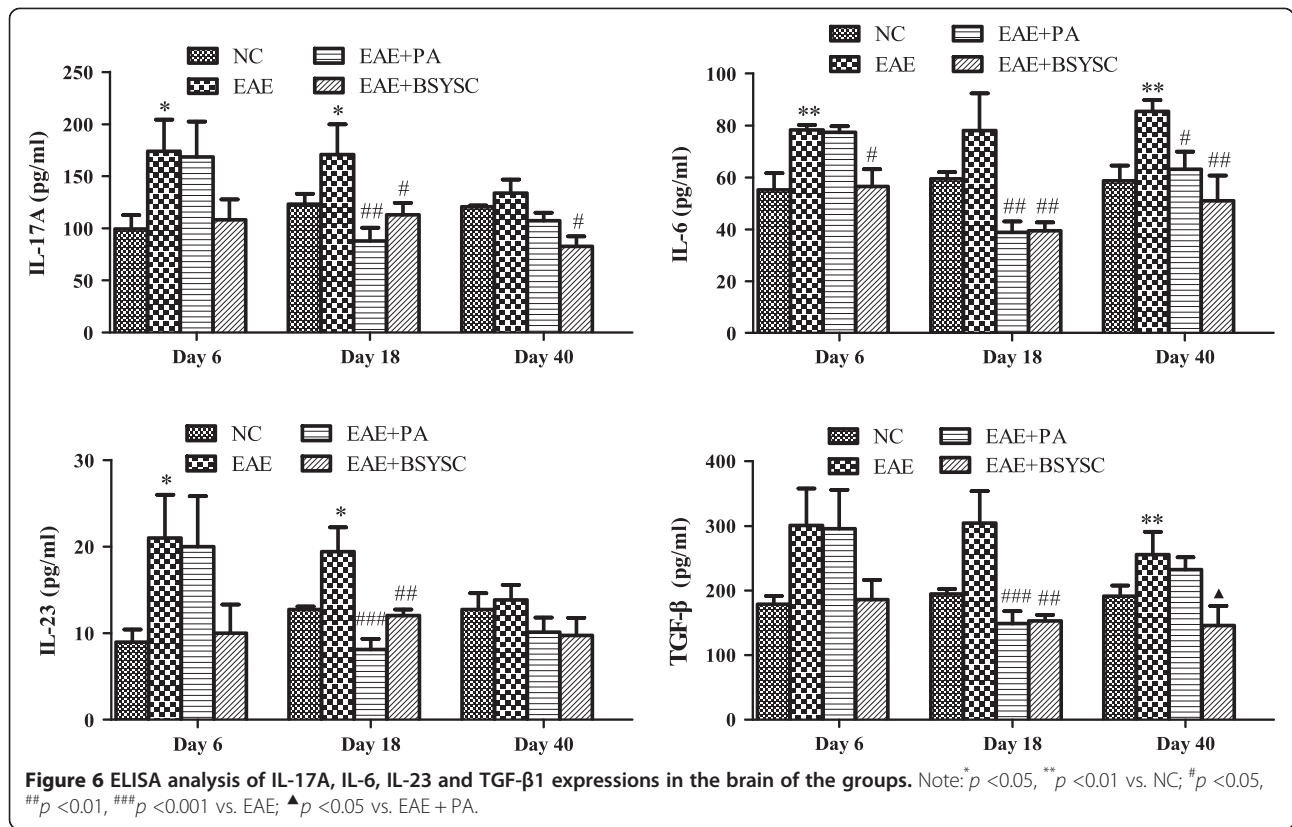 NC EAE+PA
EAE EAE+BSYSC
IL-17A (pg/ml)
250
200
150
100
50
0
* * # ## #
Day 6 Day 18 Day 40
NC EAE+PA
EAE EAE+BSYSC
IL-6 (pg/ml)
100
80
60
40
20
0
** # ## ## ** # ##
Day 6 Day 18 Day 40
NC EAE+PA
EAE EAE+BSYSC
IL-23 (pg/ml)
30
20
10
0
* * ### ##
Day 6 Day 18 Day 40
NC EAE+PA
EAE EAE+BSYSC
TGF-β (pg/ml)
400
300
200
100
0
### ## ** ▲
Day 6 Day 18 Day 40
Figure 6 ELISA analysis of IL-17A, IL-6, IL-23 and TGF-β1 expressions in the brain of the groups. Note:*p <0.05, **p <0.01 vs. NC; #p <0.05,
##p <0.01, ###p <0.001 vs. EAE; ▲p <0.05 vs. EAE + PA.